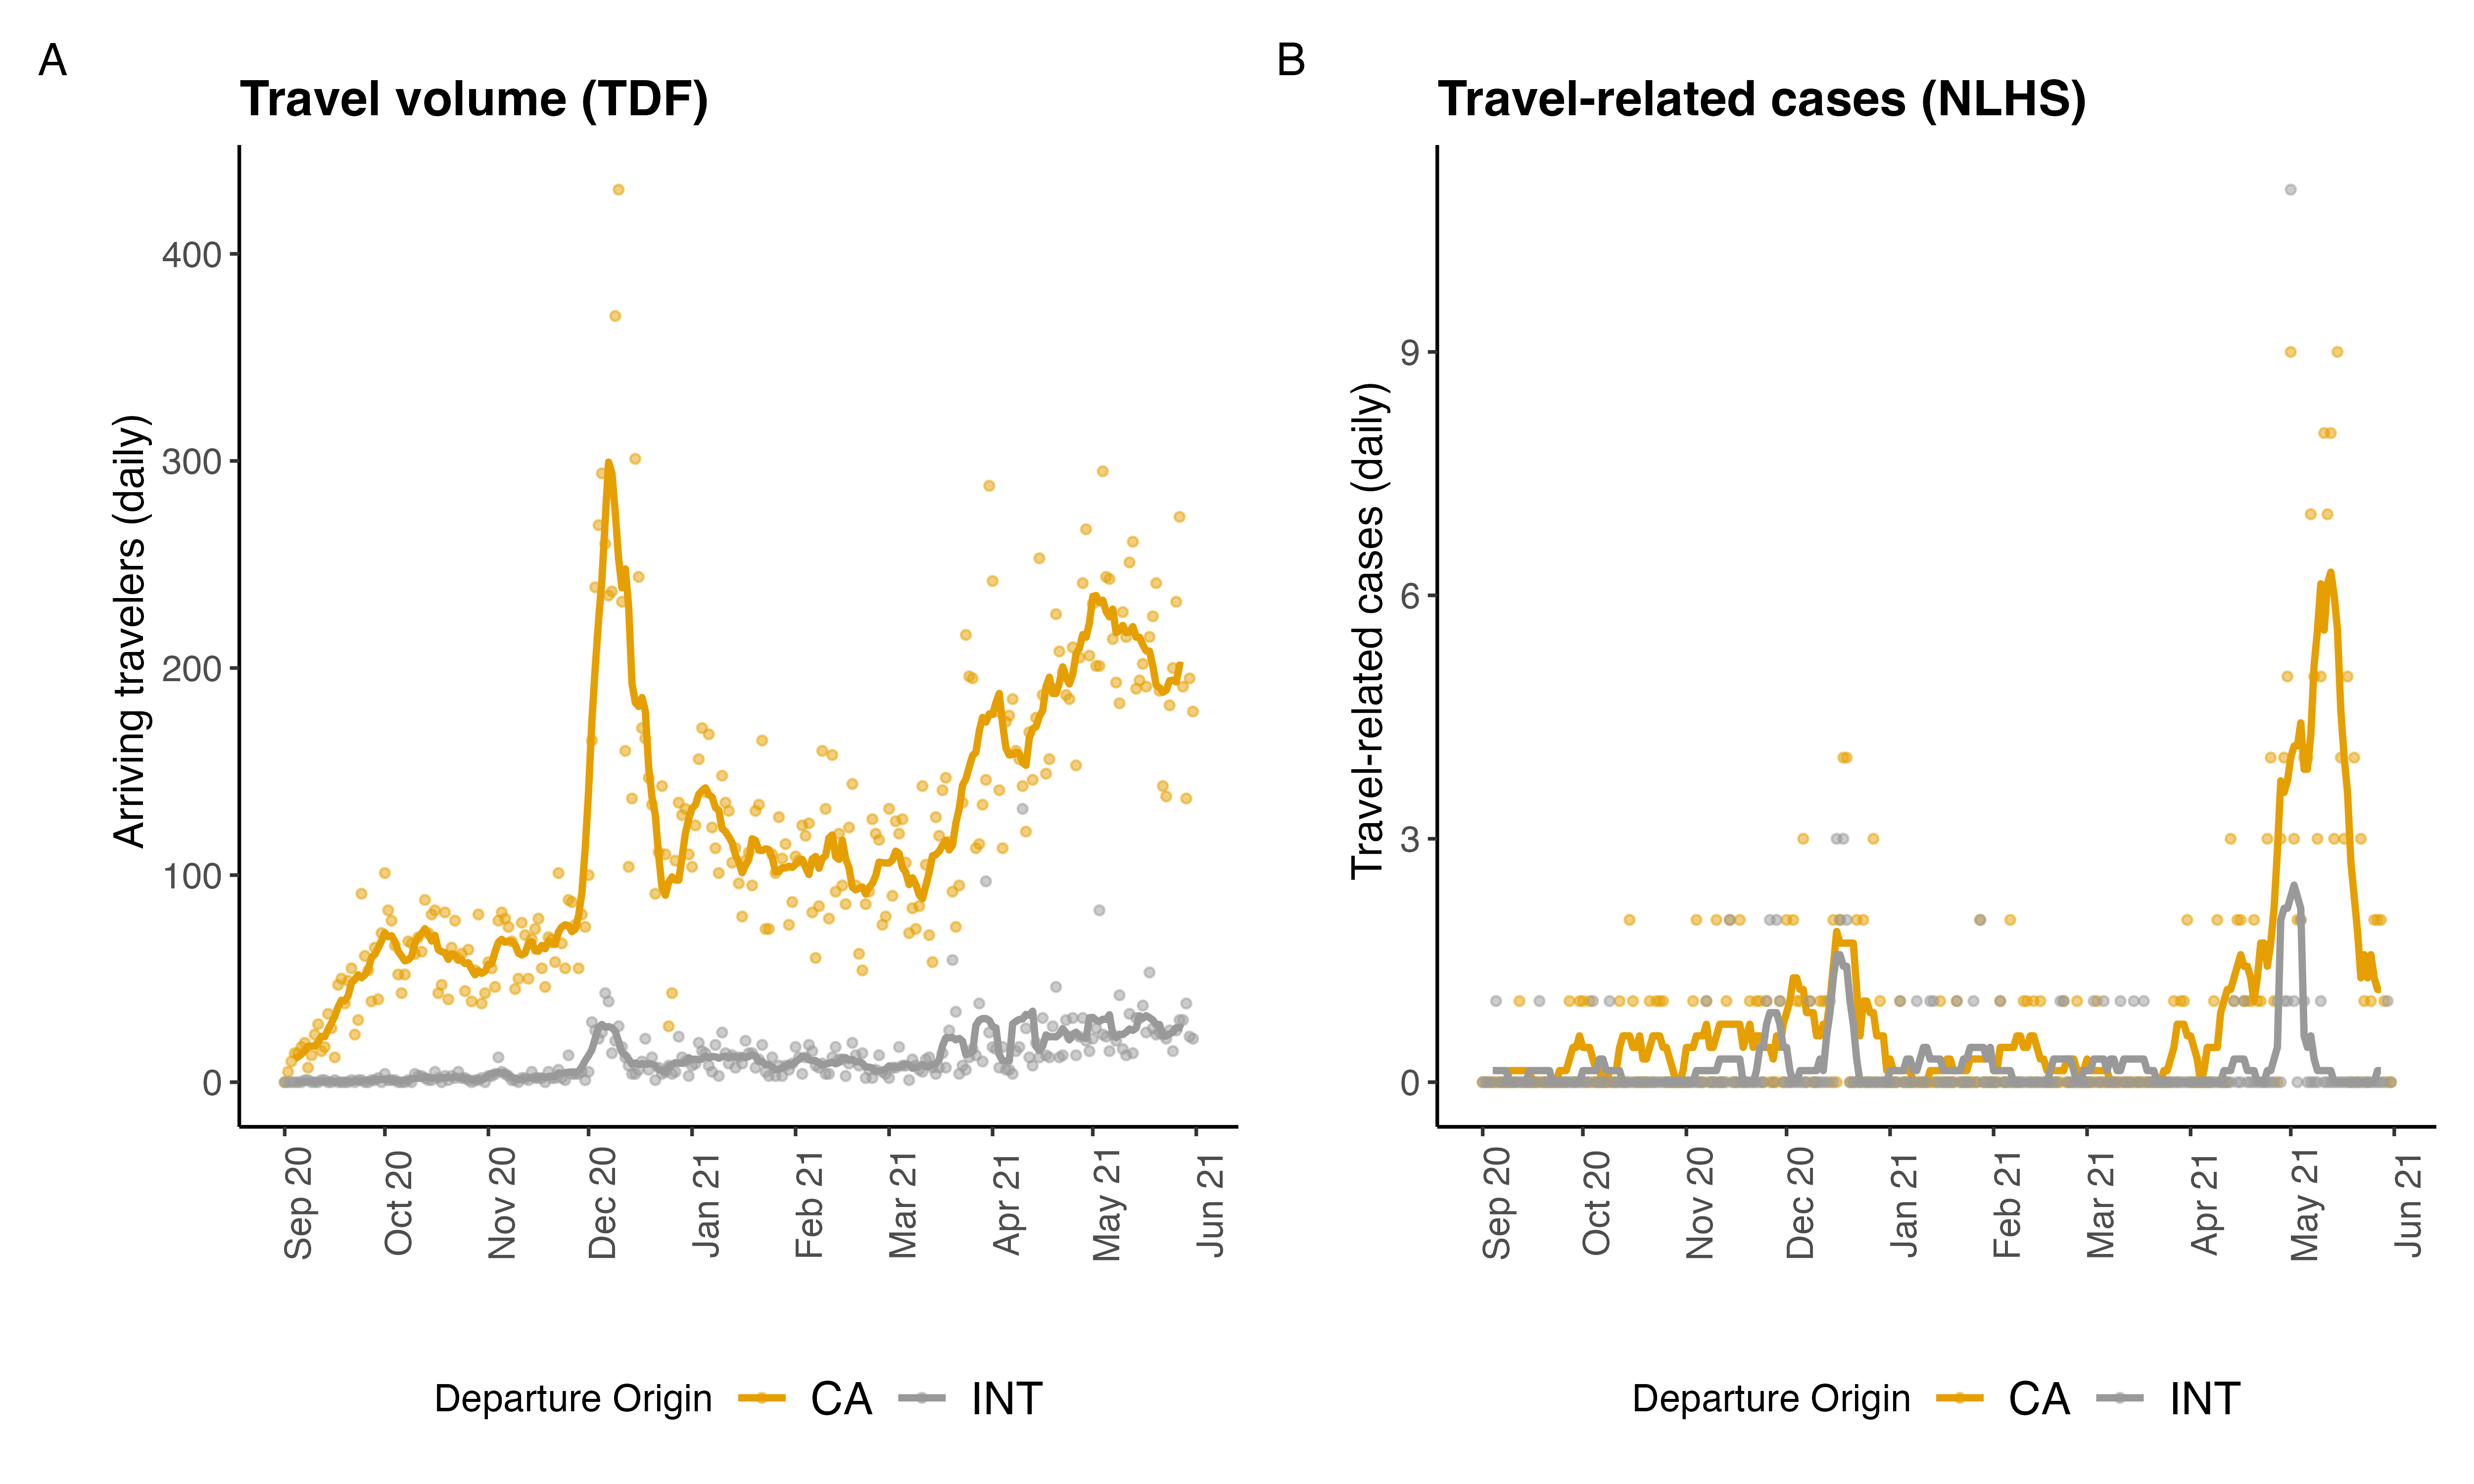 A
Travel volume (TDF)
Arriving travelers (daily)
400
300
200
100
0
Sep 20
Oct 20
Nov 20
Dec 20
Jan 21
Feb 21
Mar 21
Apr 21
May 21
Jun 21
Departure Origin CA INT
B
Travel-related cases (NLHS)
Travel-related cases (daily)
9
6
3
0
Sep 20
Oct 20
Nov 20
Dec 20
Jan 21
Feb 21
Mar 21
Apr 21
May 21
Jun 21
Departure Origin CA INT